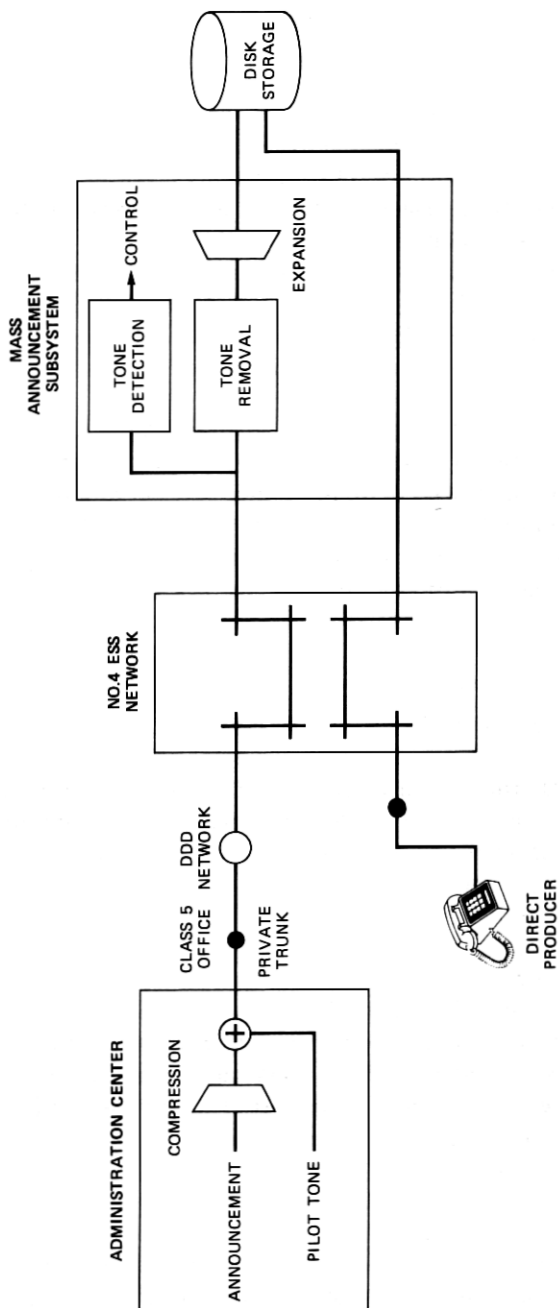 ADMINISTRATION CENTER
ANNOUNCEMENT
COMPRESSION
PILOT TONE
CLASS 5
OFFICE
PRIVATE
TRUNK
DDD
NETWORK
DIRECT
PRODUCER
NO.4 ESS
NETWORK
MASS
ANNOUNCEMENT
SUBSYSTEM
TONE
DETECTION
CONTROL
TONE
REMOVAL
EXPANSION
DISK
STORAGE